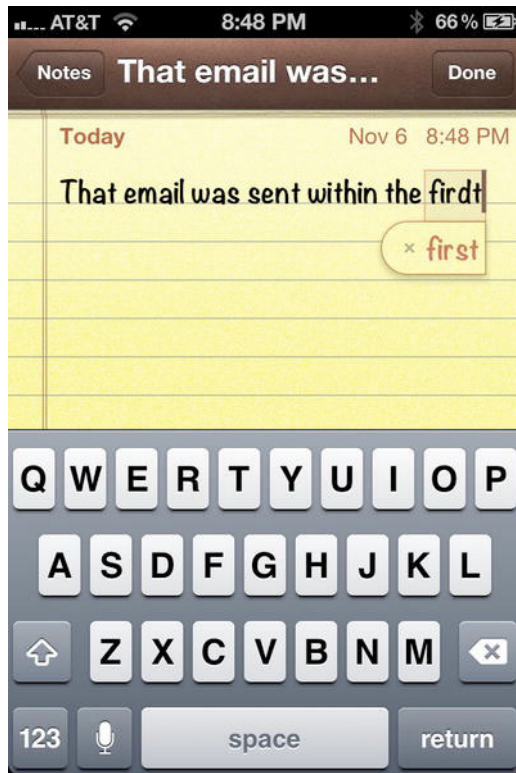 AT&T 8:48 PM 66%
Notes That email was... Done
Today Nov 6 8:48 PM
That email was sent within the firdt
× first
Q W E R T Y U I O P
A S D F G H J K L
Z X C V B N M
123 space return